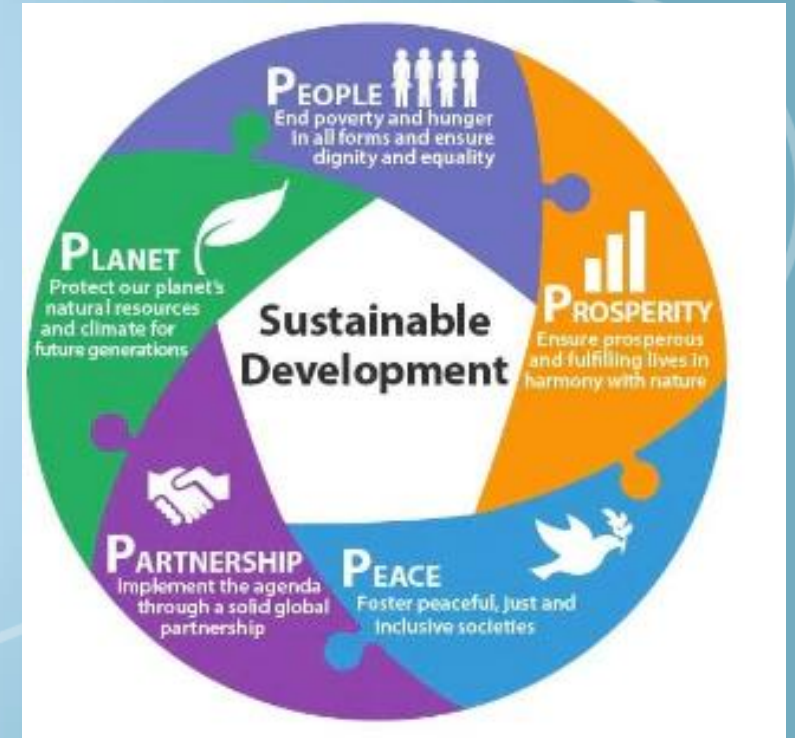 PEOPLE
End poverty and hunger
in all forms and ensure
dignity and equality
PROSPERITY
Ensure prosperous
and fulfilling lives in
harmony with nature
PEACE
Foster peaceful, just and
inclusive societies
PARTNERSHIP
Implement the agenda
through a solid global
partnership
PLANET
Protect our planet's
natural resources
and climate for
future generations
Sustainable
Development